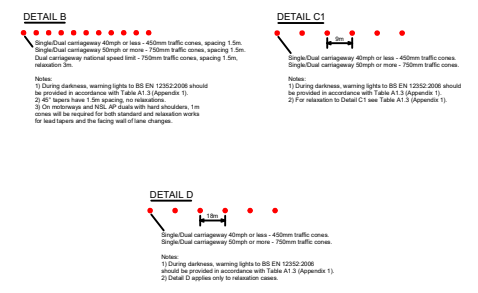 DETAIL B
Single/Dual carriageway 40mph or less - 450mm traffic cones, spacing 1.5m.
Single/Dual carriageway 50mph or more - 750mm traffic cones, spacing 1.5m.
Dual carriageway national speed limit - 750mm traffic cones, spacing 1.5m,
relaxation 3m.
Notes:
1) During darkness, warning lights to BS EN 12352:2006 should
be provided in accordance with Table A1.3 (Appendix 1).
2) 45° tapers have 1.5m spacing, no relaxations.
3) On motorways and NSL AP duals with hard shoulders, 1m
cones will be required for both standard and relaxation works
for lead tapers and the facing wall of lane changes.
DETAIL C1
9m
Single/Dual carriageway 40mph or less - 450mm traffic cones.
Single/Dual carriageway 50mph or more - 750mm traffic cones.
Notes:
1) During darkness, warning lights to BS EN 12352:2006 should
be provided in accordance with Table A1.3 (Appendix 1).
2) For relaxation to Detail C1 see Table A1.3 (Appendix 1).
DETAIL D
18m
Single/Dual carriageway 40mph or less - 450mm traffic cones.
Single/Dual carriageway 50mph or more - 750mm traffic cones.
Notes:
1) During darkness, warning lights to BS EN 12352:2006
should be provided in accordance with Table A1.3 (Appendix 1).
2) Detail D applies only to relaxation cases.